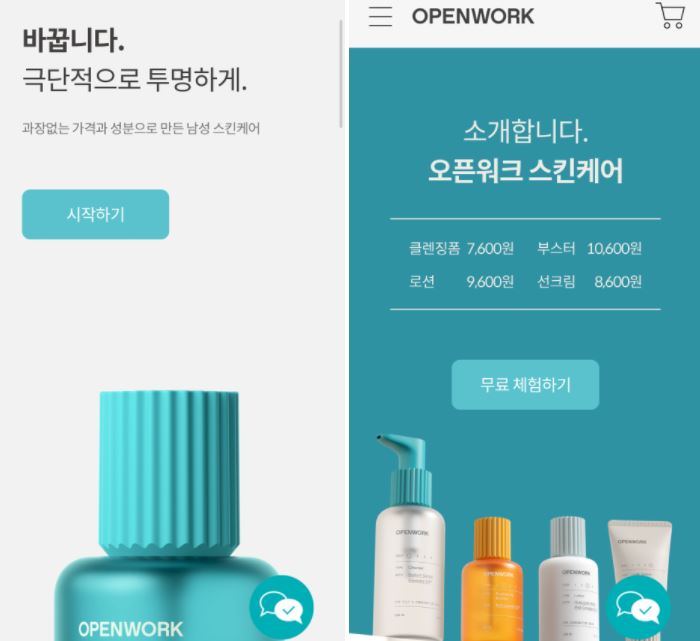 바꿉니다.
극단적으로 투명하게.
과장없는 가격과 성분으로 만든 남성 스킨케어
시작하기
OPENWORK
OPENWORK
소개합니다.
오픈워크 스킨케어
클렌징폼 7,600원 부스터 10,600원
로션 9,600원 선크림 8,600원
무료 체험하기
OPENWORK
OPENWORK
OPENWORK
OPENWORK